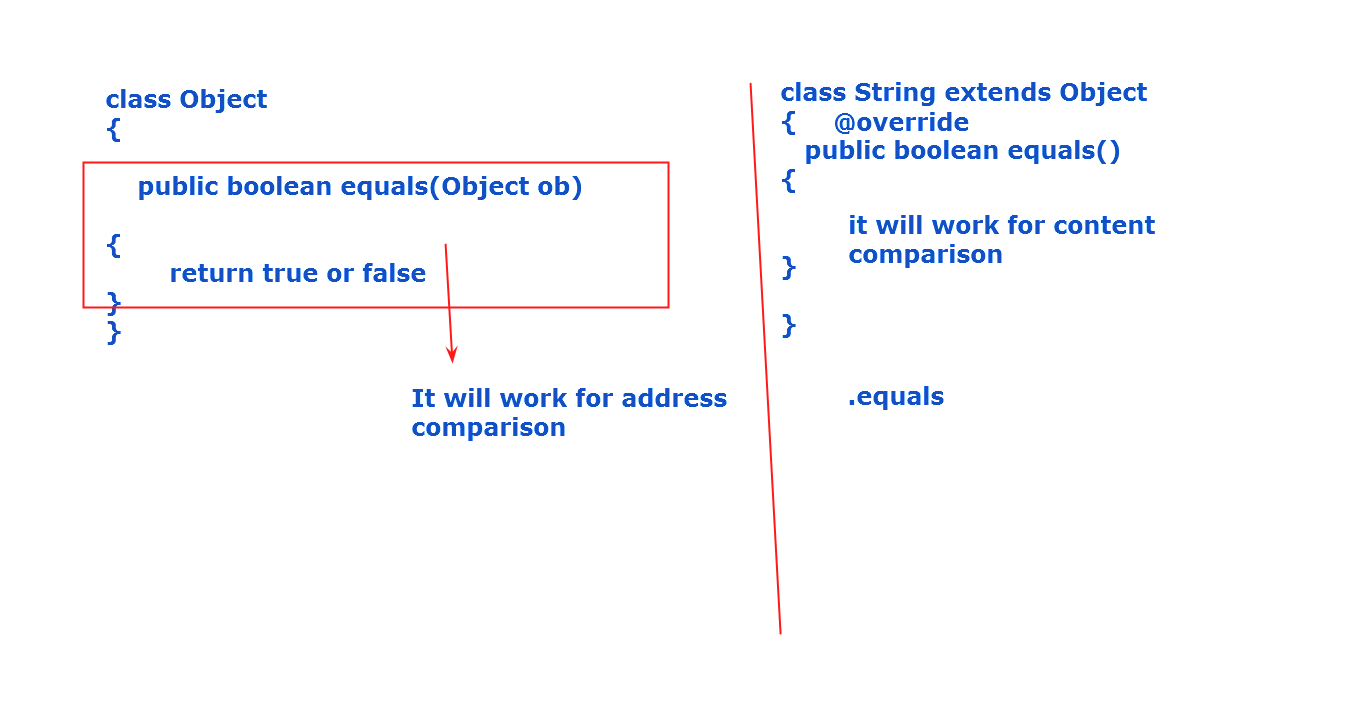 class Object
{
public boolean equals(Object ob)
{
return true or false
}
}
It will work for address
comparison
class String extends Object
{ @override
public boolean equals()
{
it will work for content
comparison
}
}
.equals